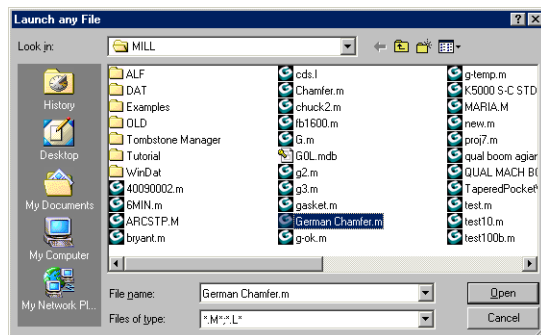 Launch any File
Look in:
MILL
History
Desktop
My Documents
My Computer
My Network Pl...
ALF
DAT
Examples
OLD
Tombstone Manager
Tutorial
WinDat
40090002.m
6MIN.m
ARCSTP.M
bryant.m
cds.l
Chamfer.m
chuck2.m
fb1600.m
G.m
G0L.mdb
g2.m
g3.m
gasket.m
German Chamfer.m
g-ok.m
g-temp.m
K5000 S-C STD
MARIA.M
new.m
proj7.m
qual boom agiar
QUAL MACH
TaperedPocket
test.m
test10.m
test100b.m
File name:
German Chamfer.m
Open
Files of type:
*.M*;*.L*
Cancel